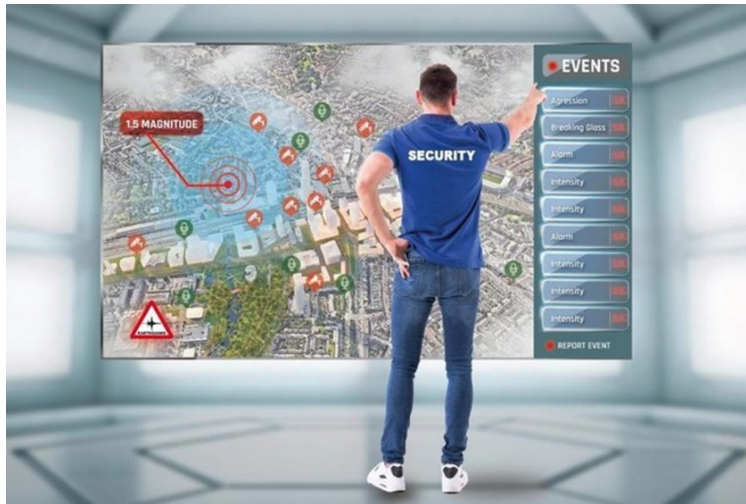 EVENTS
1.5 MAGNITUDE
Agression
Breaking Glass
SECURITY
Alarm
Intensity
Intensity
Alarm
Intensity
Intensity
Intensity
REPORT EVENT